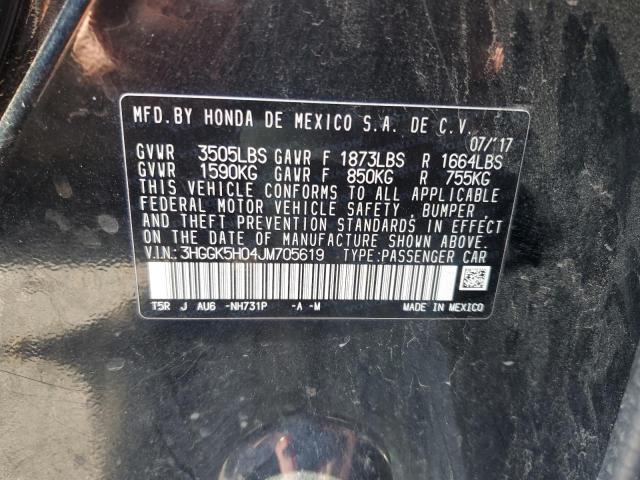 MFD.BY HONDA DE MEXICO S.A. DE C.V.
07/'17
GVWR 3505LBS GAWR F 1873LBS R 1664LBS
GVWR 1590KG GAWR F 850KG R 755KG
THIS VEHICLE CONFORMS TO ALL APPLICABLE
FEDERAL MOTOR VEHICLE SAFETY, BUMPER,
AND THEFT PREVENTION STANDARDS IN EFFECT
ON THE DATE OF MANUFACTURE SHOWN ABOVE.
V.I.N.: 3HGGK5H04JM705619 TYPE:PASSENGER CAR
T5R J AU6 -NH731P -A -M MADE IN MEXICO